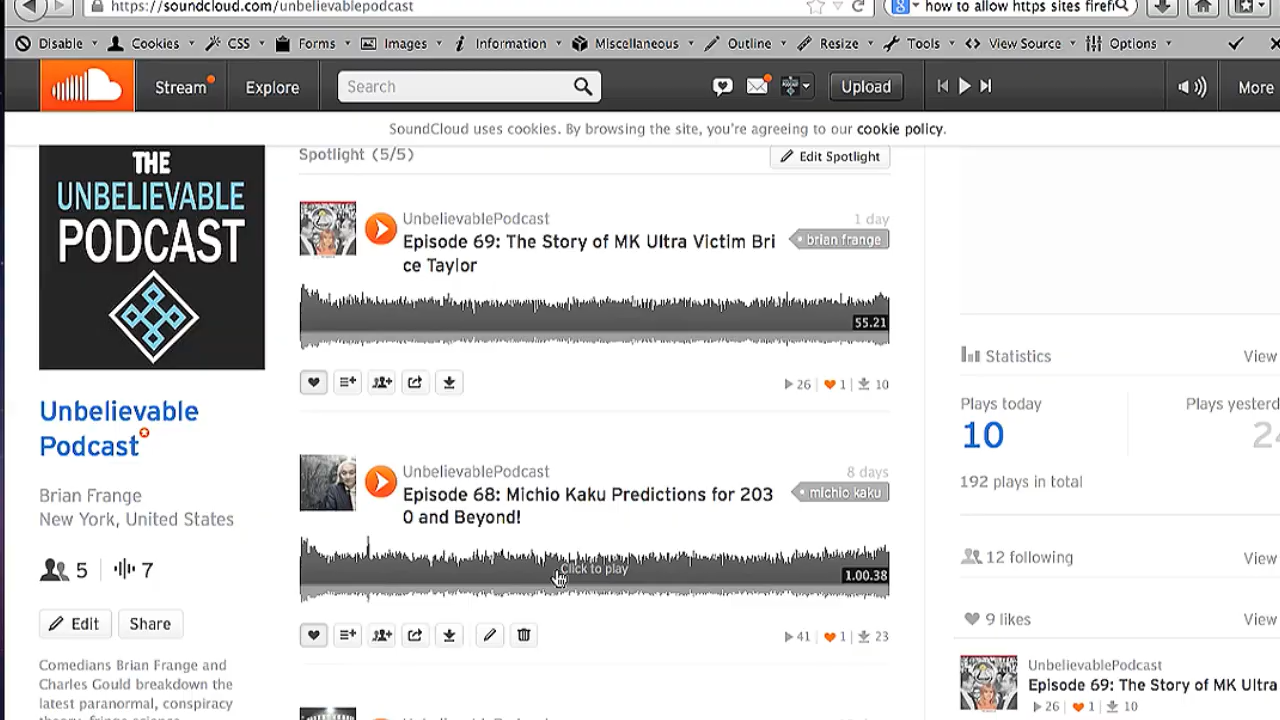 https://soundcloud.com/unbelievablepodcast
how to allow https sites firef
Disable Cookies CSS Forms Images Information Miscellaneous Outline Resize Tools View Source Options
Stream Explore Search Upload More
SoundCloud uses cookies. By browsing the site, you're agreeing to our cookie policy.
THE
UNBELIEVABLE
PODCAST
Unbelievable
Podcast
Brian Frange
New York, United States
5 7
Edit Share
Comedians Brian Frange and
Charles Gould breakdown the
latest paranormal, conspiracy
theory, fringe science
Spotlight (5/5) Edit Spotlight
UnbelievablePodcast 1 day
Episode 69: The Story of MK Ultra Victim Bri
ce Taylor
brian frange
55.21
26 1 10
UnbelievablePodcast 8 days
Episode 68: Michio Kaku Predictions for 203
0 and Beyond!
michio kaku
Click to play
1.00.38
41 1 23
Statistics View
Plays today Plays yesterd
10 24
192 plays in total
12 following View
9 likes View
UnbelievablePodcast
Episode 69: The Story of MK Ultra
26 1 10